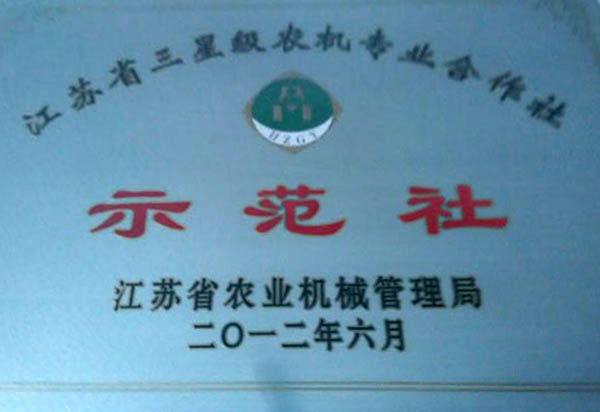 江苏省三星级农机专业合作社
HZGY
示范社
江苏省农业机械管理局
二〇一二年六月